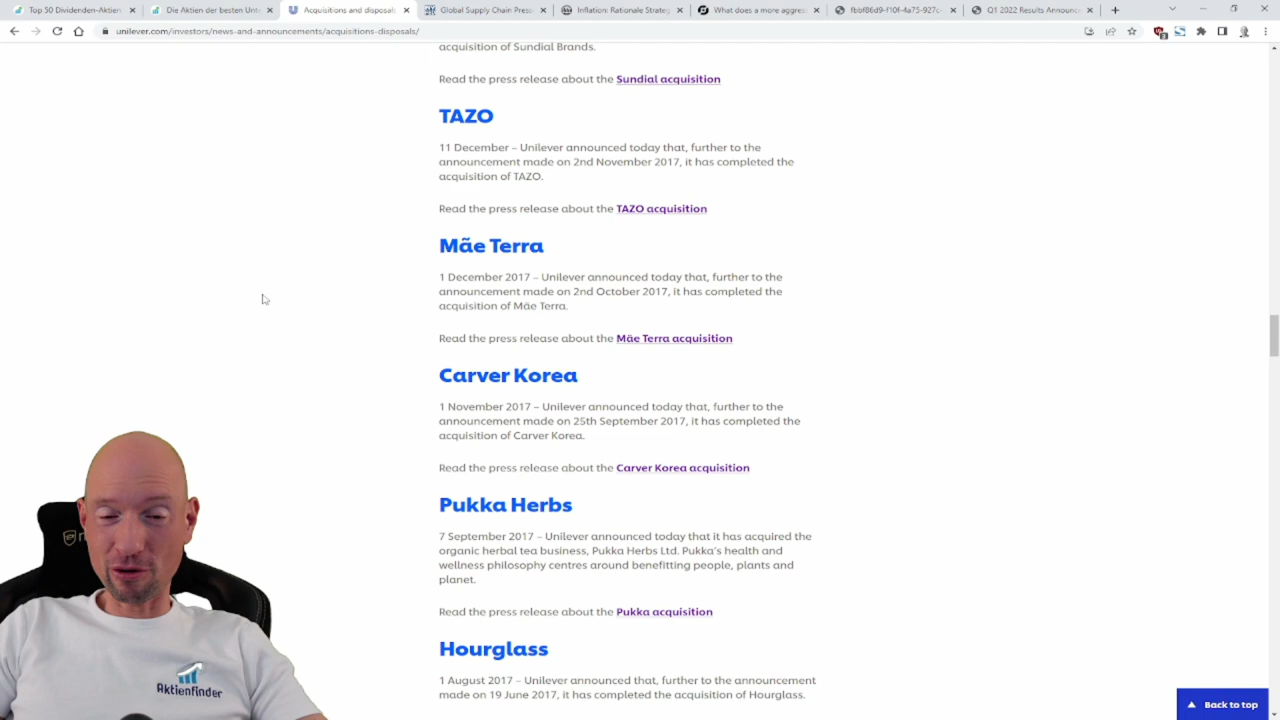 Top 50 Dividenden-Aktien
Die Aktien der besten Unt
Acquisitions and disposals
Global Supply Chain Press
Inflation: Rationale Strateg
What does a more aggres
fbbf86d9-f10f-4a75-927c-
Q1 2022 Results Announc
unilever.com/investors/news-and-announcements/acquisitions-disposals/
acquisition of Sundial Brands.
Read the press release about the Sundial acquisition
TAZO
11 December – Unilever announced today that, further to the
announcement made on 2nd November 2017, it has completed the
acquisition of TAZO.
Read the press release about the TAZO acquisition
Mãe Terra
1 December 2017 – Unilever announced today that, further to the
announcement made on 2nd October 2017, it has completed the
acquisition of Mãe Terra.
Read the press release about the Mãe Terra acquisition
Carver Korea
1 November 2017 – Unilever announced today that, further to the
announcement made on 25th September 2017, it has completed the
acquisition of Carver Korea.
Read the press release about the Carver Korea acquisition
Pukka Herbs
7 September 2017 – Unilever announced today that it has acquired the
organic herbal tea business, Pukka Herbs Ltd. Pukka's health and
wellness philosophy centres around benefitting people, plants and
planet.
Read the press release about the Pukka acquisition
Hourglass
1 August 2017 – Unilever announced that, further to the announcement
made on 19 June 2017, it has completed the acquisition of Hourglass.
Back to top
Aktienfinder